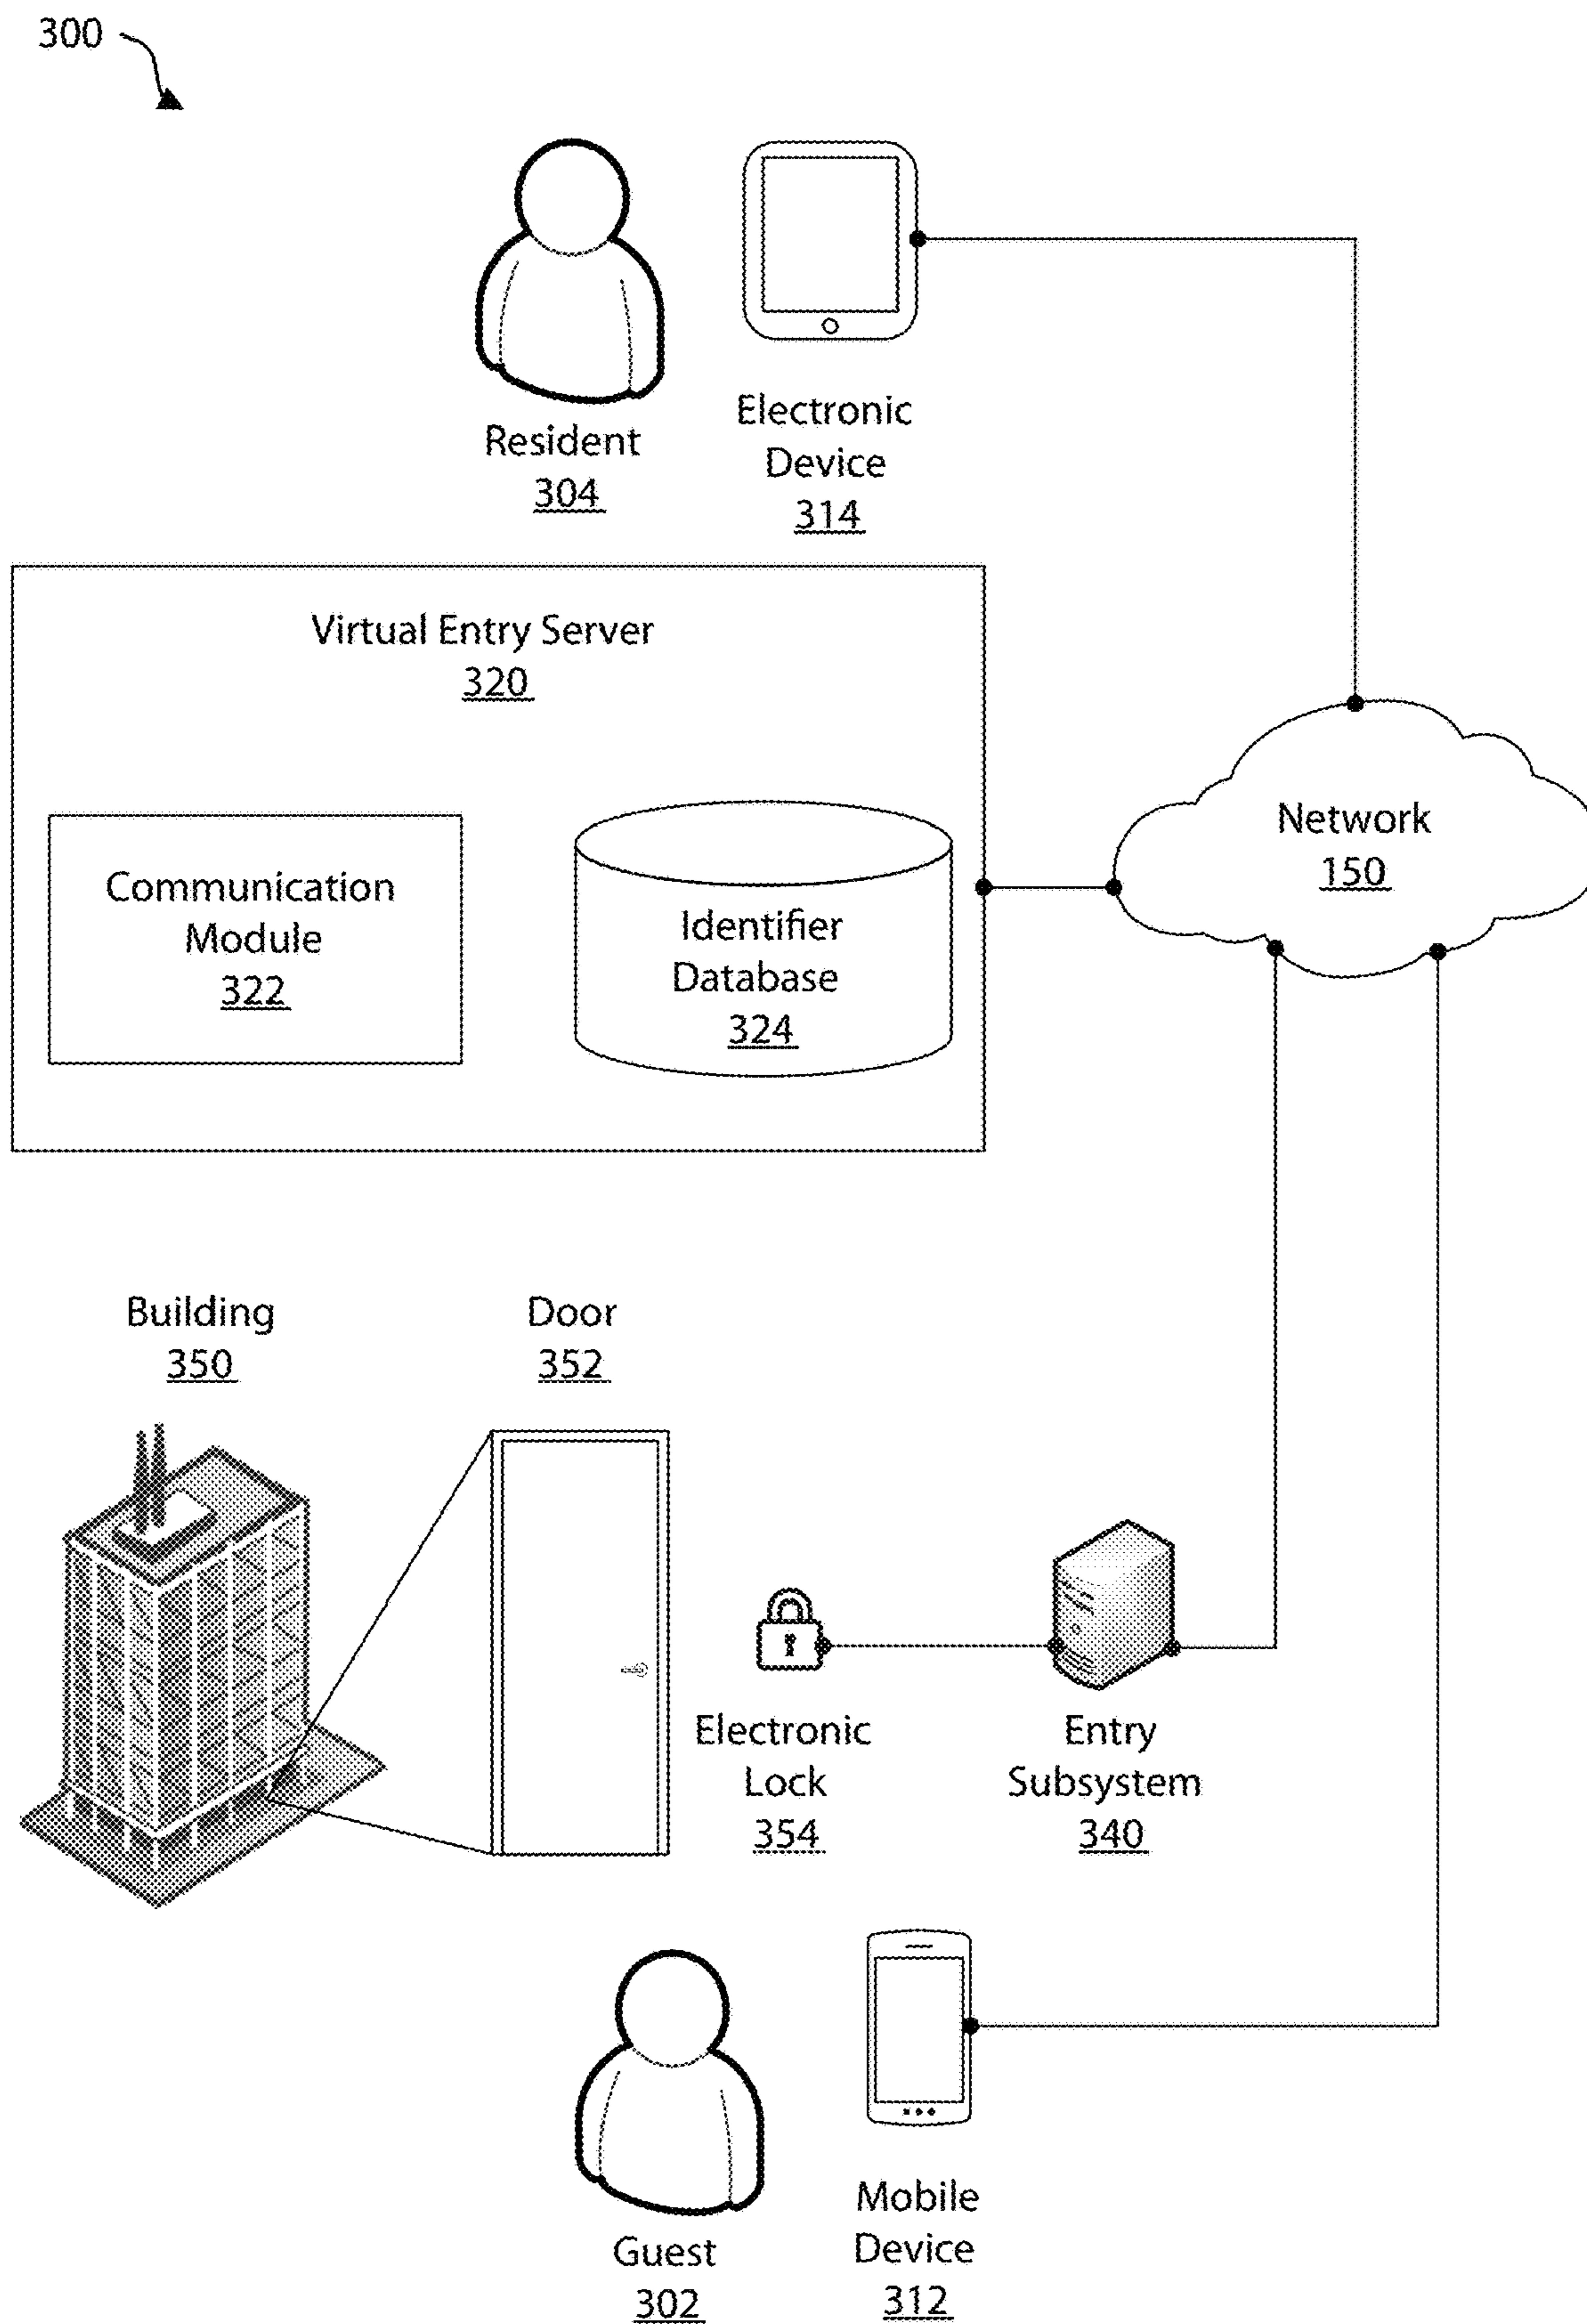 300
Resident
304
Electronic
Device
314
Virtual Entry Server
320
Communication
Module
322
Identifier
Database
324
Network
150
Building
350
Door
352
Electronic
Lock
354
Entry
Subsystem
340
Guest
302
Mobile
Device
312